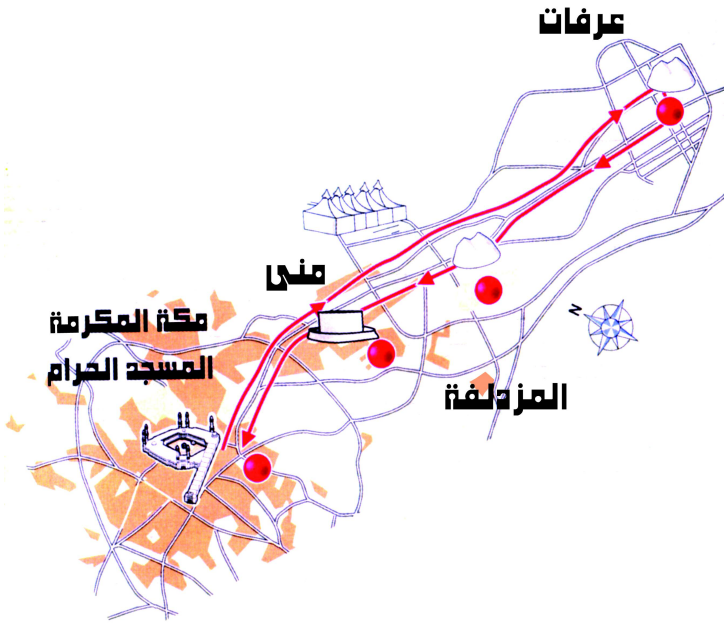 عرفات
منى
مكة المكرمة
المسجد الحرام
المزدلفة
N